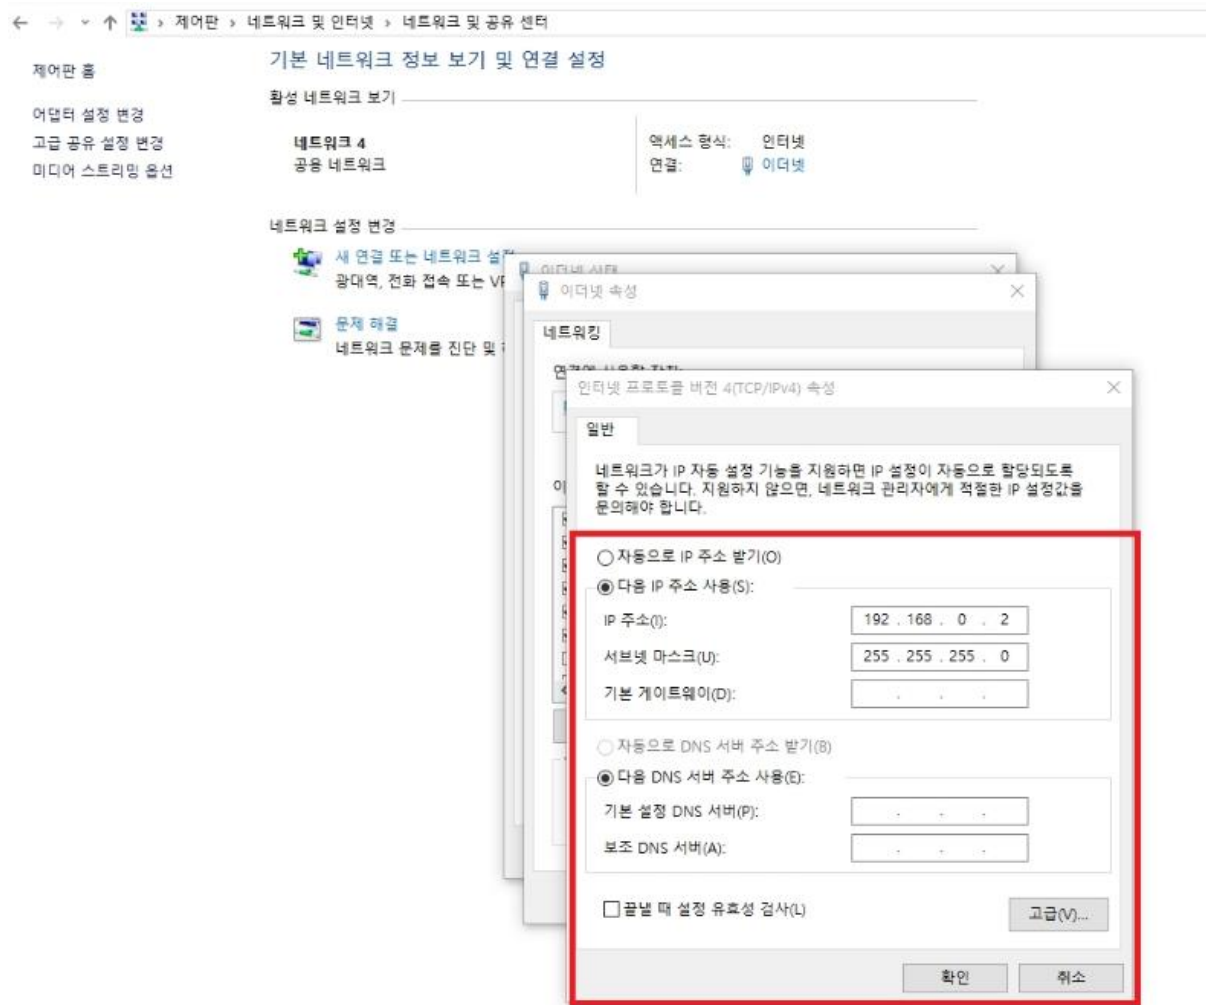 제어판 › 네트워크 및 인터넷 › 네트워크 및 공유 센터
제어판 홈
어댑터 설정 변경
고급 공유 설정 변경
미디어 스트리밍 옵션
기본 네트워크 정보 보기 및 연결 설정
활성 네트워크 보기
네트워크 4
공용 네트워크
액세스 형식: 인터넷
연결: 이더넷
네트워크 설정 변경
새 연결 또는 네트워크
광대역, 전화 접속 또는
문제 해결
네트워크 문제를 진단 및
이더넷 상태
이더넷 속성
네트워킹
인터넷 프로토콜 버전 4(TCP/IPv4) 속성
일반
네트워크가 IP 자동 설정 기능을 지원하면 IP 설정이 자동으로 할당되도록
할 수 있습니다. 지원하지 않으면, 네트워크 관리자에게 적절한 IP 설정값을
문의해야 합니다.
자동으로 IP 주소 받기(O)
다음 IP 주소 사용(S):
IP 주소(I): 192 . 168 . 0 . 2
서브넷 마스크(U): 255 . 255 . 255 . 0
기본 게이트웨이(D): . . .
자동으로 DNS 서버 주소 받기(B)
다음 DNS 서버 주소 사용(E):
기본 설정 DNS 서버(P): . . .
보조 DNS 서버(A): . . .
끝낼 때 설정 유효성 검사(L)
고급(V)...
확인 취소